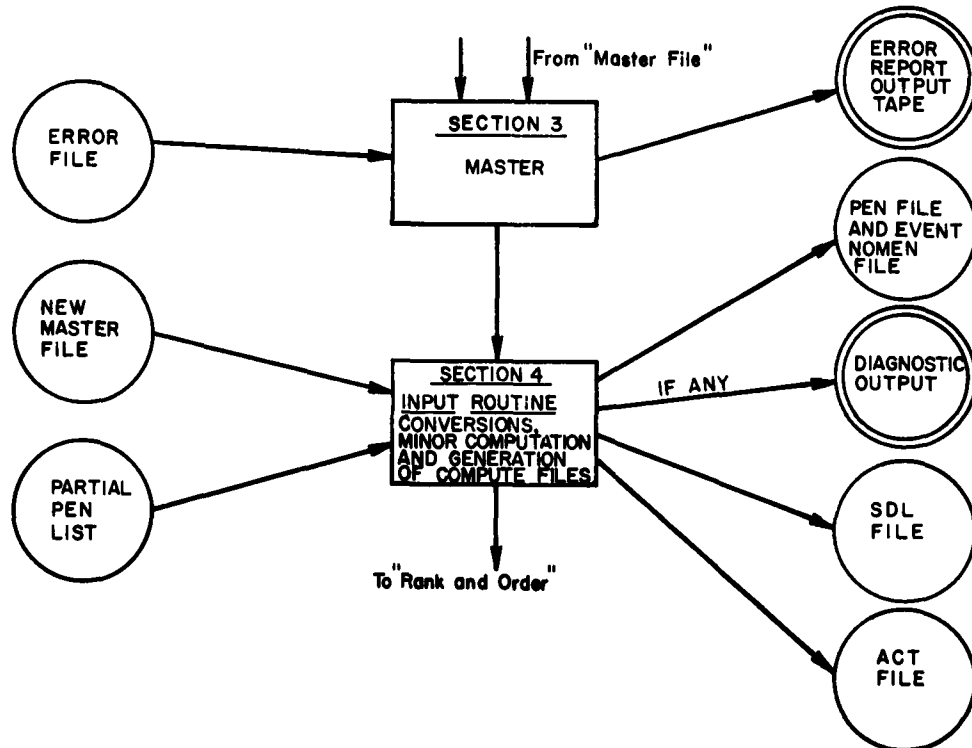 From "Master File"
ERROR
FILE
SECTION 3
MASTER
ERROR
REPORT
OUTPUT
TAPE
PEN FILE
AND EVENT
NOMEN
FILE
NEW
MASTER
FILE
SECTION 4
INPUT ROUTINE
CONVERSIONS,
MINOR COMPUTATION
AND GENERATION
OF COMPUTE FILES
IF ANY
DIAGNOSTIC
OUTPUT
PARTIAL
PEN
LIST
SDL
FILE
To "Rank and Order"
ACT
FILE